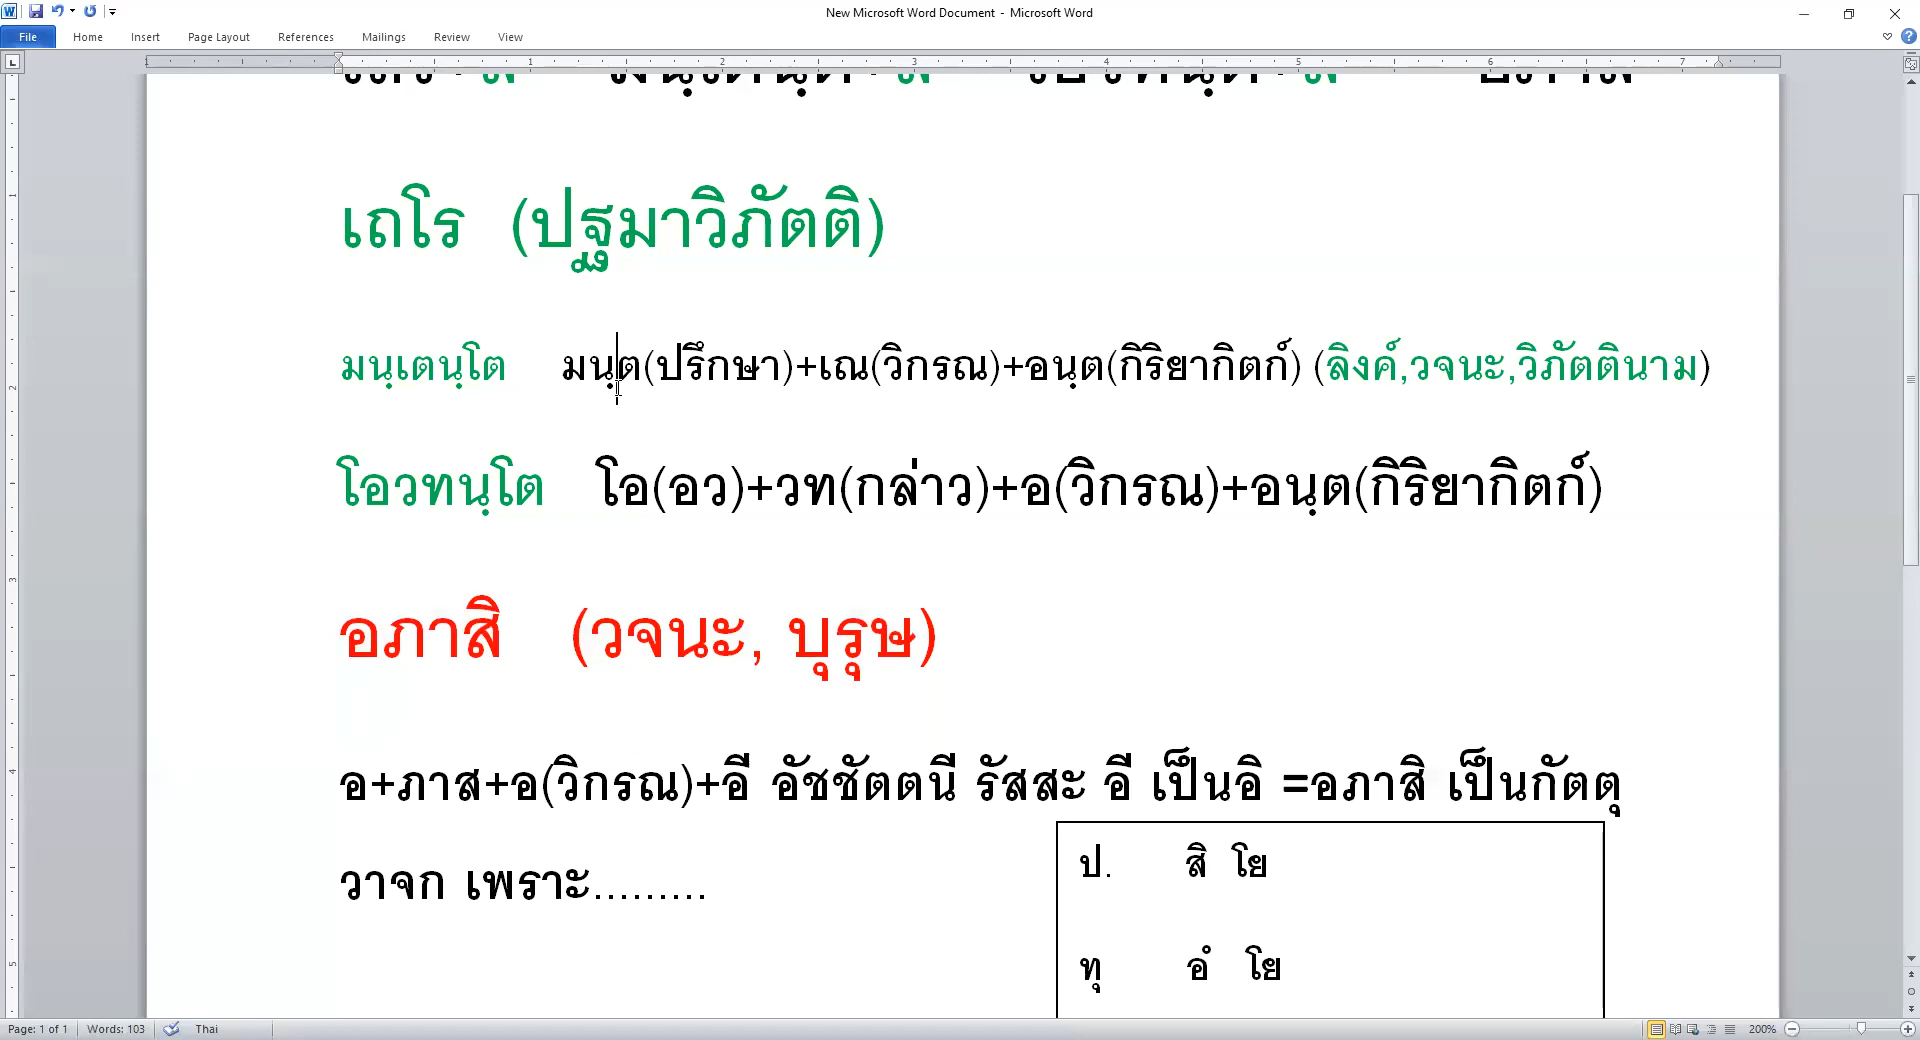 New Microsoft Word Document - Microsoft Word
File Home Insert Page Layout References Mailings Review View
เถโร (ปฐมาวิภัตติ)
มนฺเตนฺโต มนฺต(ปรึกษา)+เณ(วิกรณ)+อนฺต(กิริยากิตก์) (ลิงค์,วจนะ,วิภัตตินาม)
โอวทนฺโต โอ(อว)+วท(กล่าว)+อ(วิกรณ)+อนฺต(กิริยากิตก์)
อภาสิ (วจนะ, บุรุษ)
อ+ภาส+อ(วิกรณ)+อี อัชชัตตนี รัสสะ อี เป็นอิ =อภาสิ เป็นกัตตุ
วาจก เพราะ.........
ป. สิ โย
ทุ อํ โย
Page: 1 of 1 Words: 103 Thai 200%